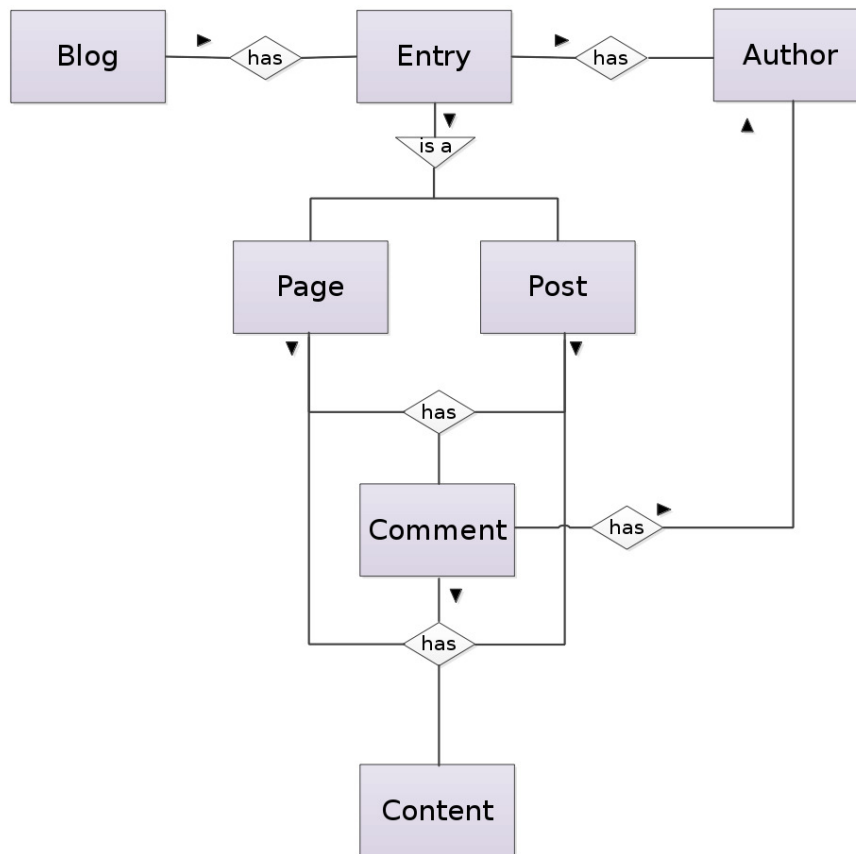 Blog
has
Entry
has
Author
is a
Page
Post
has
Comment
has
has
Content